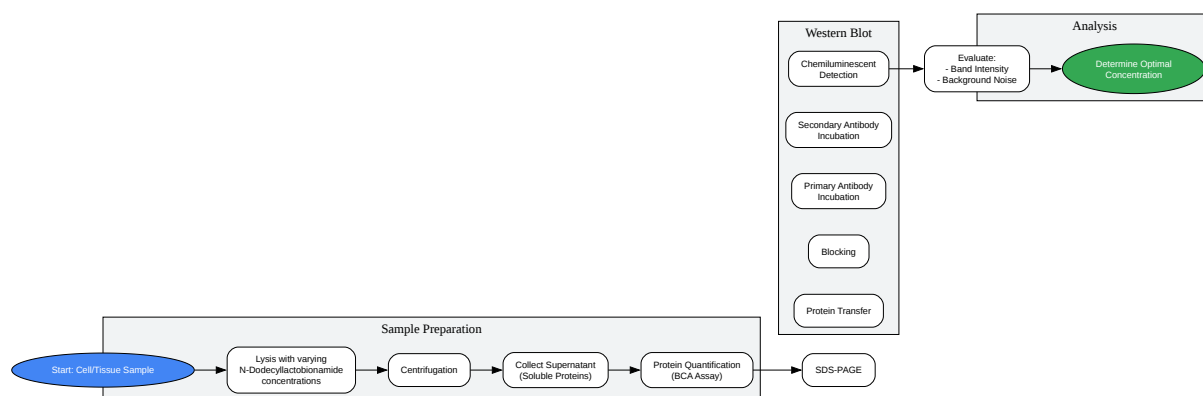 Western Blot
Chemiluminescent
Detection
Secondary Antibody
Incubation
Primary Antibody
Incubation
Blocking
Protein Transfer
Analysis
Evaluate:
- Band Intensity
- Background Noise
Determine Optimal
Concentration
Sample Preparation
Start: Cell/Tissue Sample
Lysis with varying
N-Dodecyllactobionamide
concentrations
Centrifugation
Collect Supernatant
(Soluble Proteins)
Protein Quantification
(BCA Assay)
SDS-PAGE